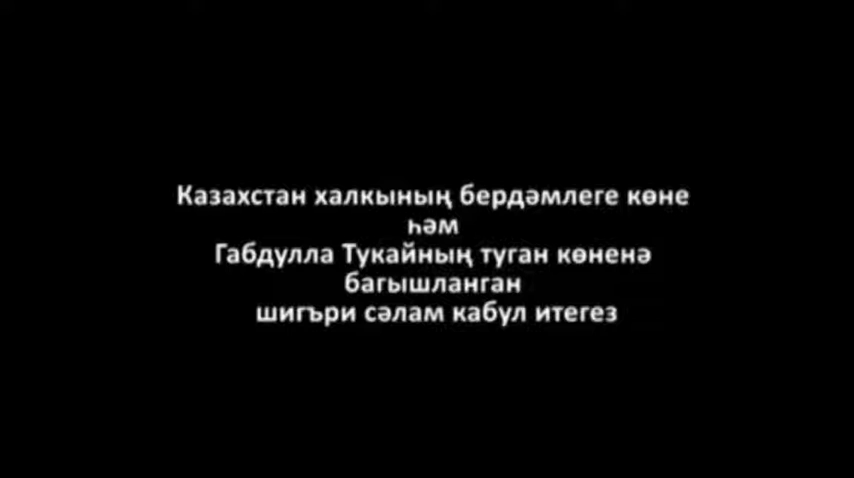 Казахстан халкының бердәмлеге көне
һәм
Габдулла Тукайның туган көненә
багышланган
шигъри сәлам кабул итегез